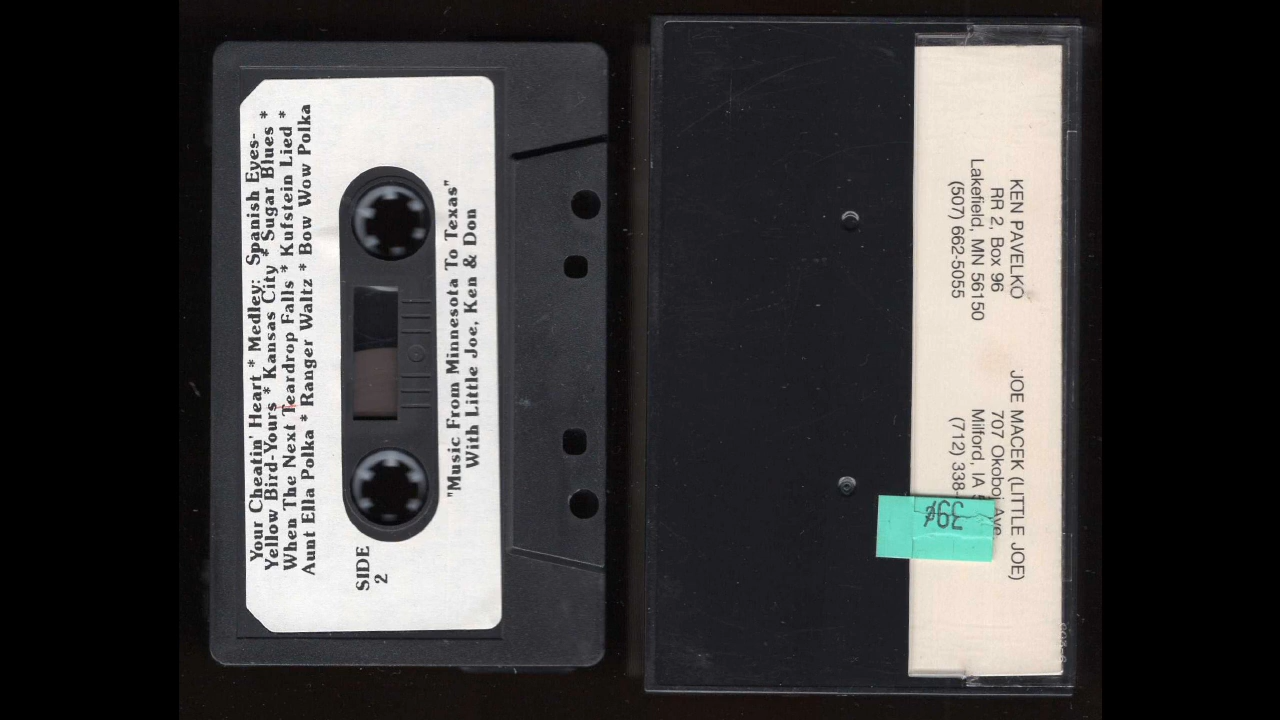 Your Cheatin' Heart * Medley: Spanish Eyes-
Yellow Bird-Yours * Kansas City * Sugar Blues *
When The Next Teardrop Falls * Kufstein Lied *
Aunt Ella Polka * Ranger Waltz * Bow Wow Polka
SIDE
2
"Music From Minnesota To Texas"
With Little Joe, Ken & Don
KEN PAVELKO
RR 2, Box 96
Lakefield, MN 56150
(507) 662-5055
JOE MACEK (LITTLE JOE)
707 Okoboji Ave
Milford, IA 5
(712) 338-
39¢